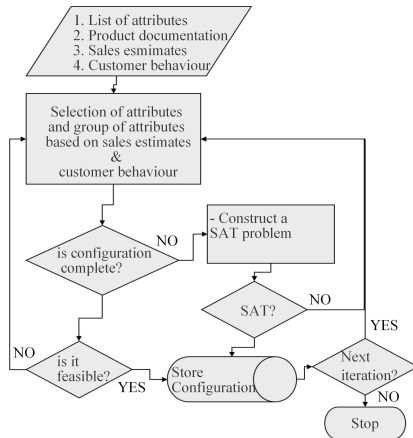 1. List of attributes
2. Product documentation
3. Sales esmimates
4. Customer behaviour
Selection of attributes
and group of attributes
based on sales estimates
&
customer behaviour
is configuration
complete?
NO
- Construct a
SAT problem
SAT?
NO
is it
feasible?
NO
YES
Store
Configuration
Next
iteration?
YES
NO
Stop